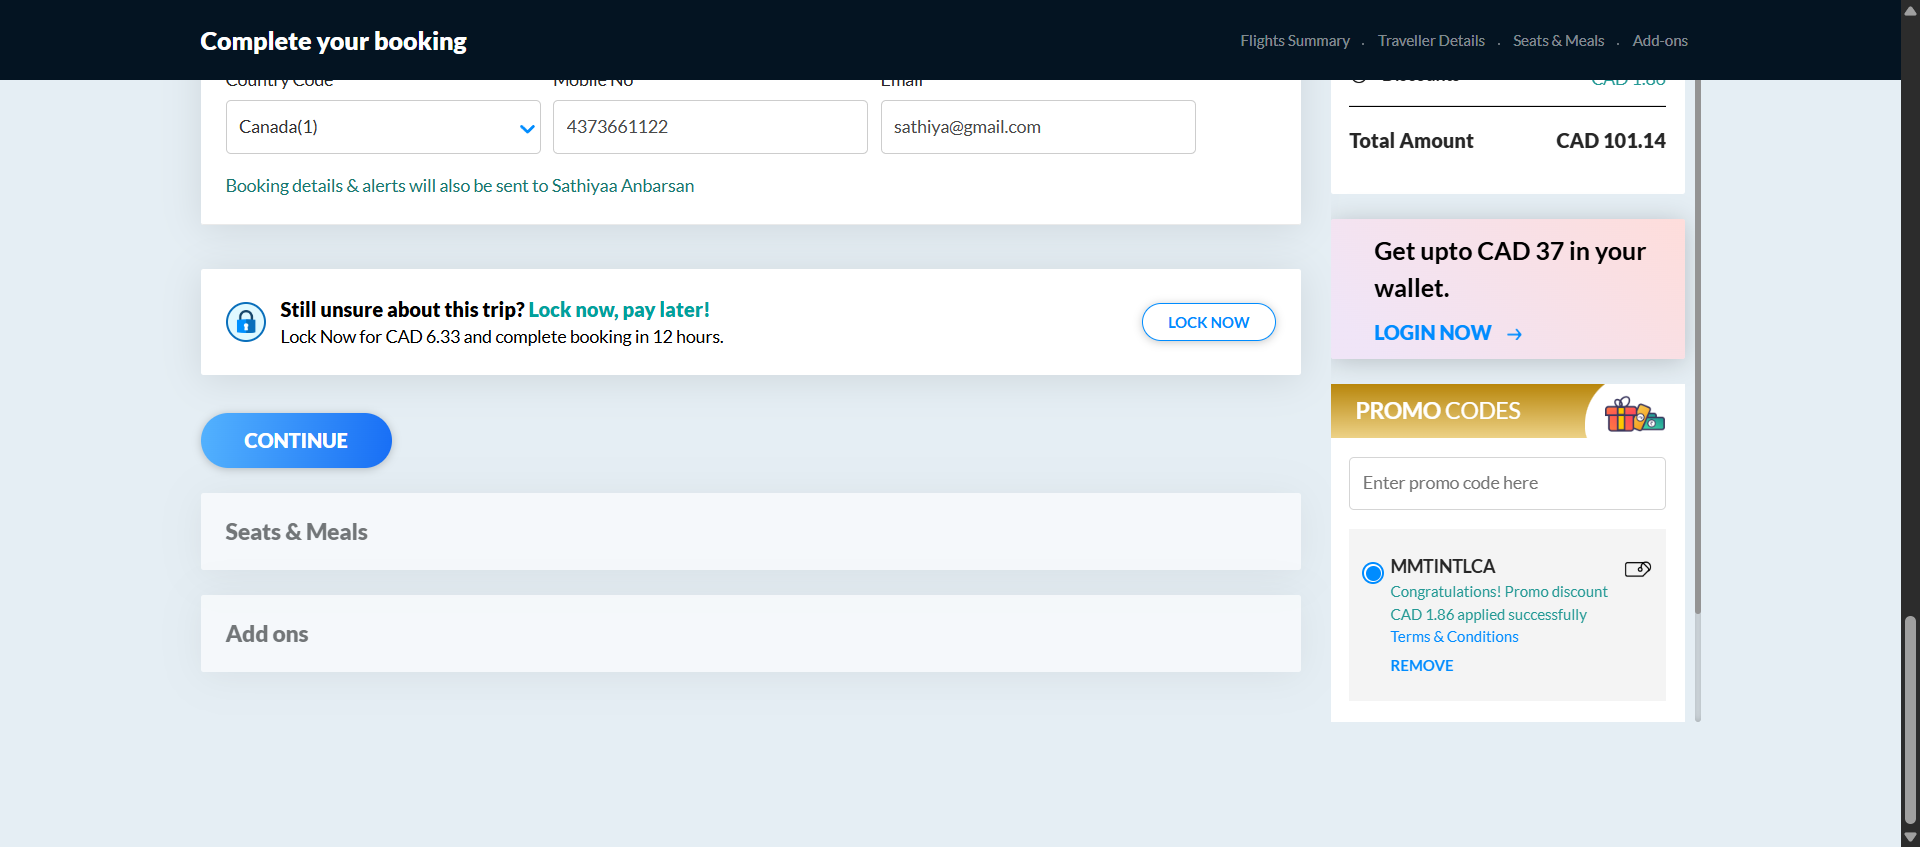 Complete your booking
Flights Summary . Traveller Details . Seats & Meals . Add-ons
Country Code
Mobile No
Email
Canada(1)
4373661122
sathiya@gmail.com
Booking details & alerts will also be sent to Sathiyaa Anbarsan
Still unsure about this trip? Lock now, pay later!
Lock Now for CAD 6.33 and complete booking in 12 hours.
LOCK NOW
CONTINUE
Seats & Meals
Add ons
Discounts
CAD 1.86
Total Amount
CAD 101.14
Get upto CAD 37 in your
wallet.
LOGIN NOW →
PROMO CODES
Enter promo code here
MMTINTLCA
Congratulations! Promo discount
CAD 1.86 applied successfully
Terms & Conditions
REMOVE